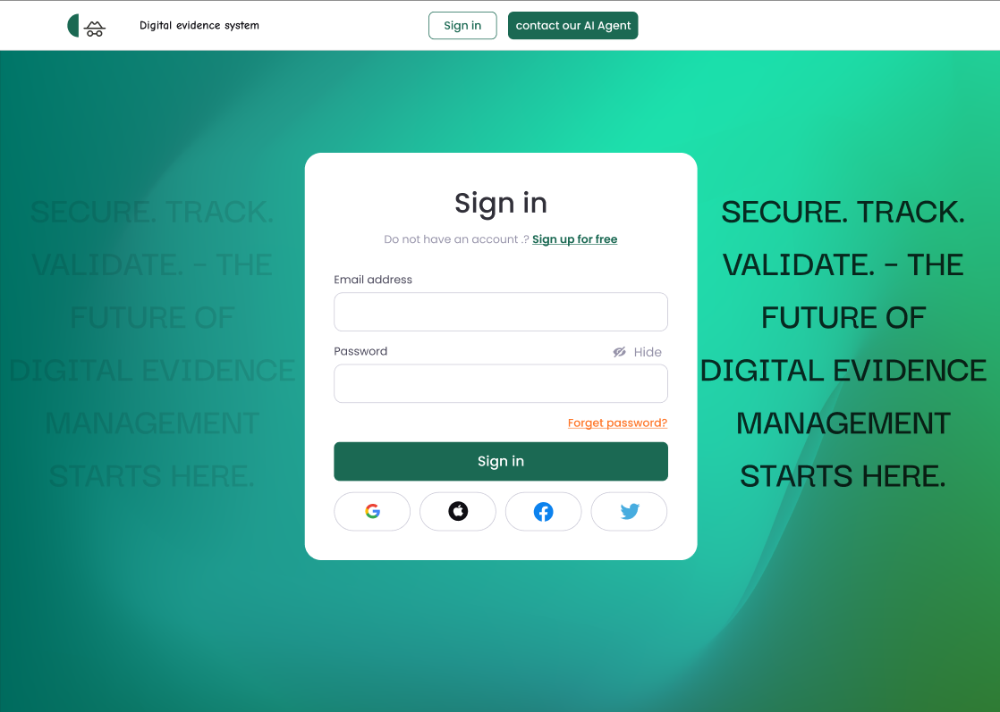 Digital evidence system
Sign in
contact our AI Agent
SECURE. TRACK.
VALIDATE. - THE
FUTURE OF
DIGITAL EVIDENCE
MANAGEMENT
STARTS HERE.
Sign in
Do not have an account .? Sign up for free
Email address
Password
Hide
Forget password?
Sign in
SECURE. TRACK.
VALIDATE. - THE
FUTURE OF
DIGITAL EVIDENCE
MANAGEMENT
STARTS HERE.